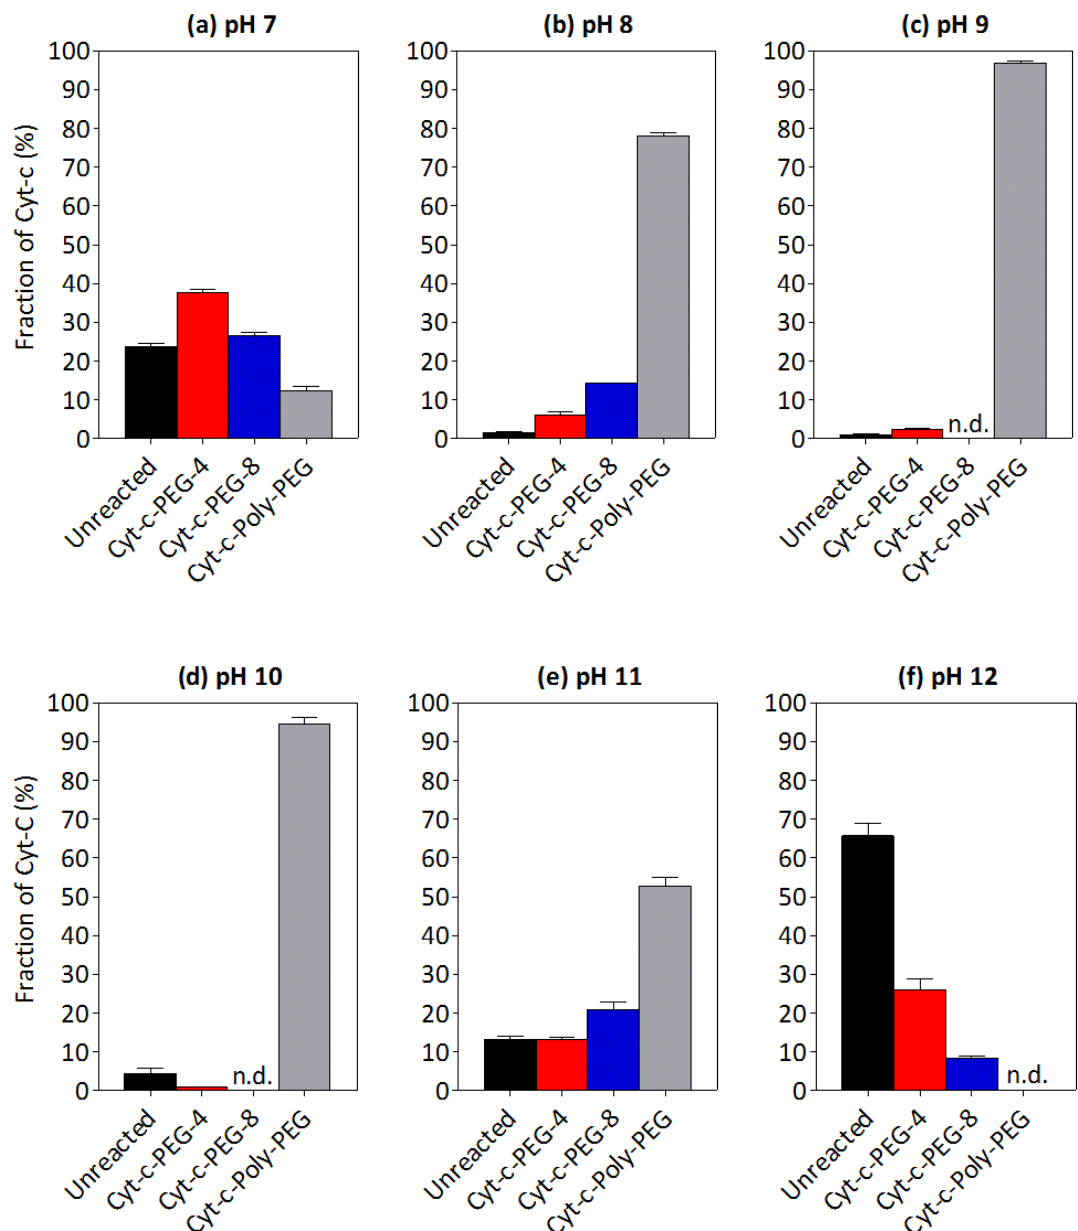 (a) pH 7
(b) pH 8
(c) pH 9
Fraction of Cyt-c (%)
100
90
80
70
60
50
40
30
20
10
0
Unreacted
Cyt-c-PEG-4
Cyt-c-PEG-8
Cyt-c-Poly-PEG
100
90
80
70
60
50
40
30
20
10
0
Unreacted
Cyt-c-PEG-4
Cyt-c-PEG-8
Cyt-c-Poly-PEG
100
90
80
70
60
50
40
30
20
10
0
n.d.
Unreacted
Cyt-c-PEG-4
Cyt-c-PEG-8
Cyt-c-Poly-PEG
(d) pH 10
(e) pH 11
(f) pH 12
Fraction of Cyt-C (%)
100
90
80
70
60
50
40
30
20
10
0
n.d.
Unreacted
Cyt-c-PEG-4
Cyt-c-PEG-8
Cyt-c-Poly-PEG
100
90
80
70
60
50
40
30
20
10
0
Unreacted
Cyt-c-PEG-4
Cyt-c-PEG-8
Cyt-c-Poly-PEG
100
90
80
70
60
50
40
30
20
10
0
n.d.
Unreacted
Cyt-c-PEG-4
Cyt-c-PEG-8
Cyt-c-Poly-PEG